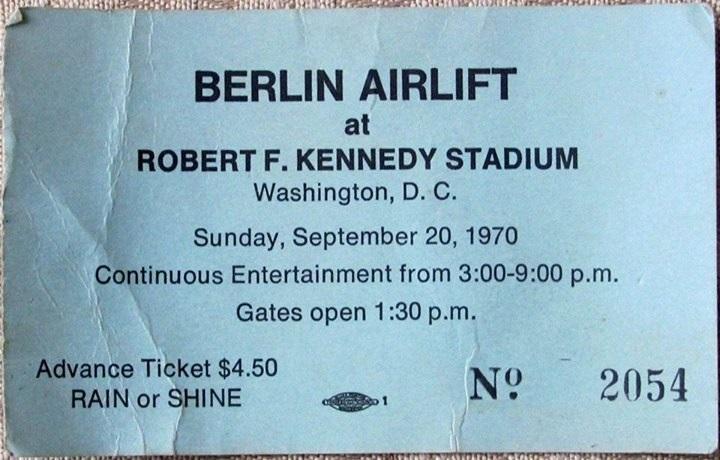 BERLIN AIRLIFT
at
ROBERT F. KENNEDY STADIUM
Washington, D. C.
Sunday, September 20, 1970
Continuous Entertainment from 3:00-9:00 p.m.
Gates open 1:30 p.m.
Advance Ticket $4.50
RAIN or SHINE
1
Nº 2054